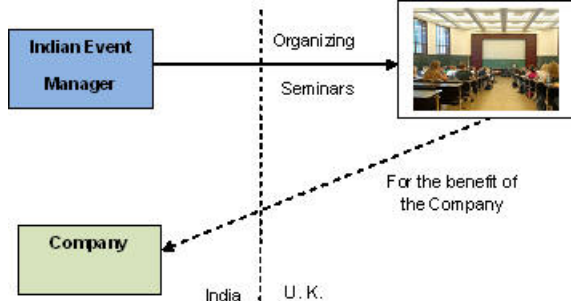 Indian Event
Manager
Organizing
Seminars
For the benefit of
the Company
Company
India
U. K.